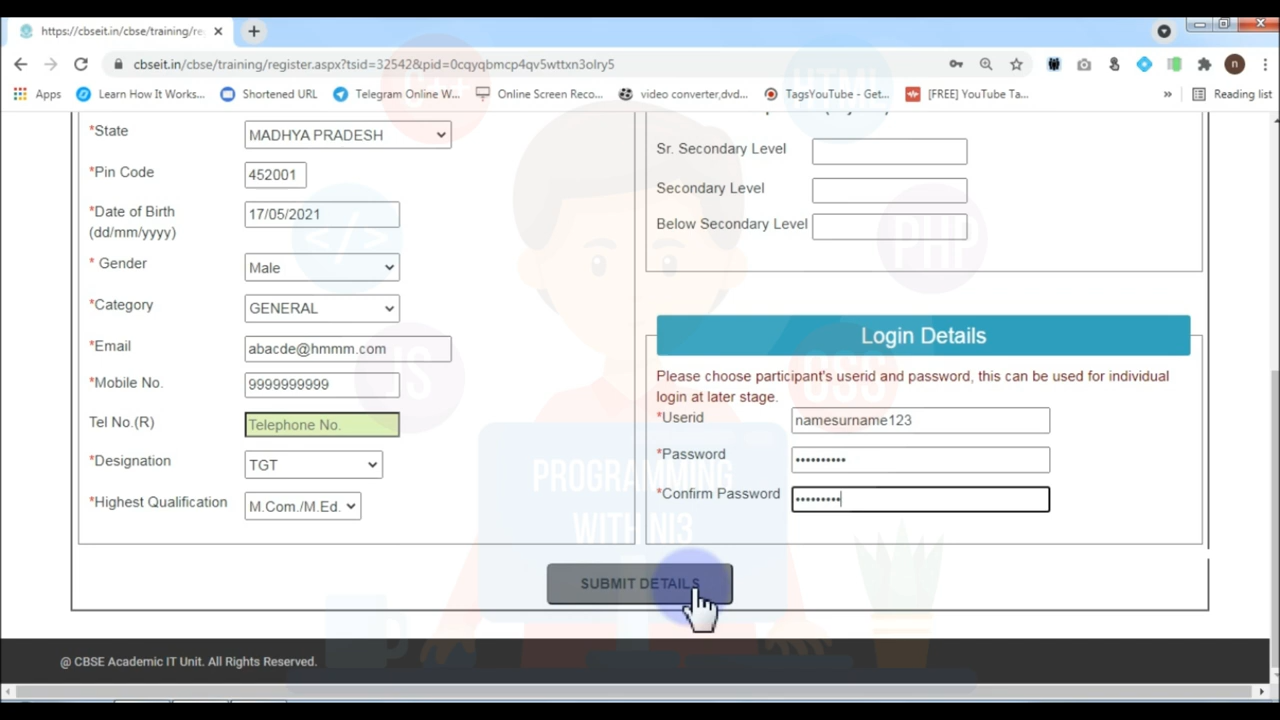 https://cbseit.in/cbse/training/re
cbseit.in/cbse/training/register.aspx?tsid=32542&pid=0cqyqbmcp4qv5wttxn3olry5
n
Apps
Learn How It Works...
Shortened URL
Telegram Online W...
Online Screen Reco...
video converter,dvd...
TagsYouTube - Get...
[FREE] YouTube Ta...
»
Reading list
*State
MADHYA PRADESH
*Pin Code
452001
*Date of Birth
(dd/mm/yyyy)
17/05/2021
* Gender
Male
*Category
GENERAL
*Email
abacde@hmmm.com
*Mobile No.
9999999999
Tel No.(R)
Telephone No.
*Designation
TGT
*Highest Qualification
M.Com./M.Ed.
Sr. Secondary Level
Secondary Level
Below Secondary Level
Login Details
Please choose participant's userid and password, this can be used for individual
login at later stage.
*Userid
namesurname123
*Password
••••••••••
*Confirm Password
•••••••••
SUBMIT DETAILS
@ CBSE Academic IT Unit. All Rights Reserved.
C++
HTML
</>
PHP
JS
CSS
PROGRAMMING
WITH NI3